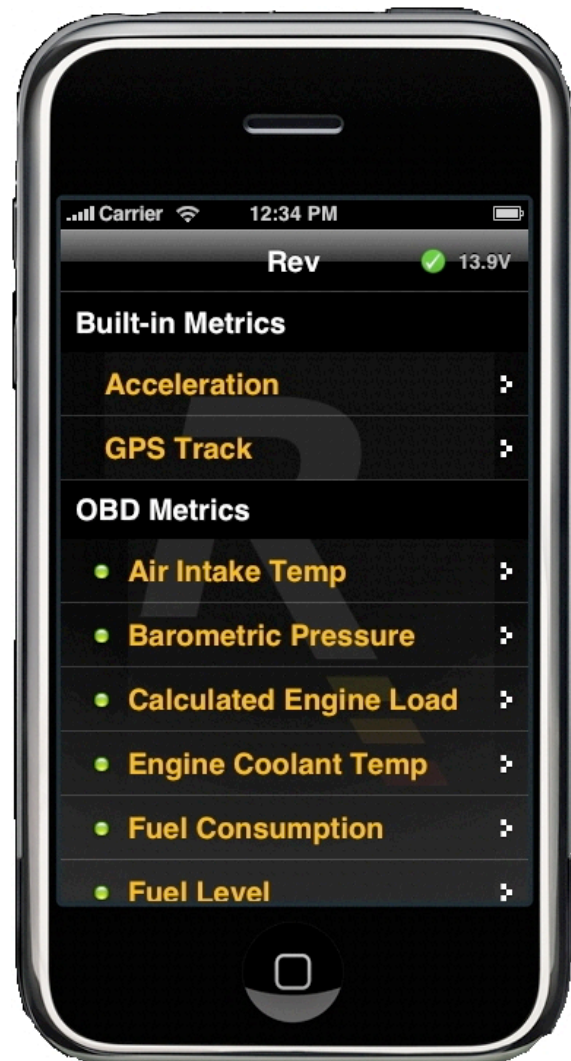 Carrier 12:34 PM
Rev 13.9V
Built-in Metrics
Acceleration
GPS Track
OBD Metrics
Air Intake Temp
Barometric Pressure
Calculated Engine Load
Engine Coolant Temp
Fuel Consumption
Fuel Level